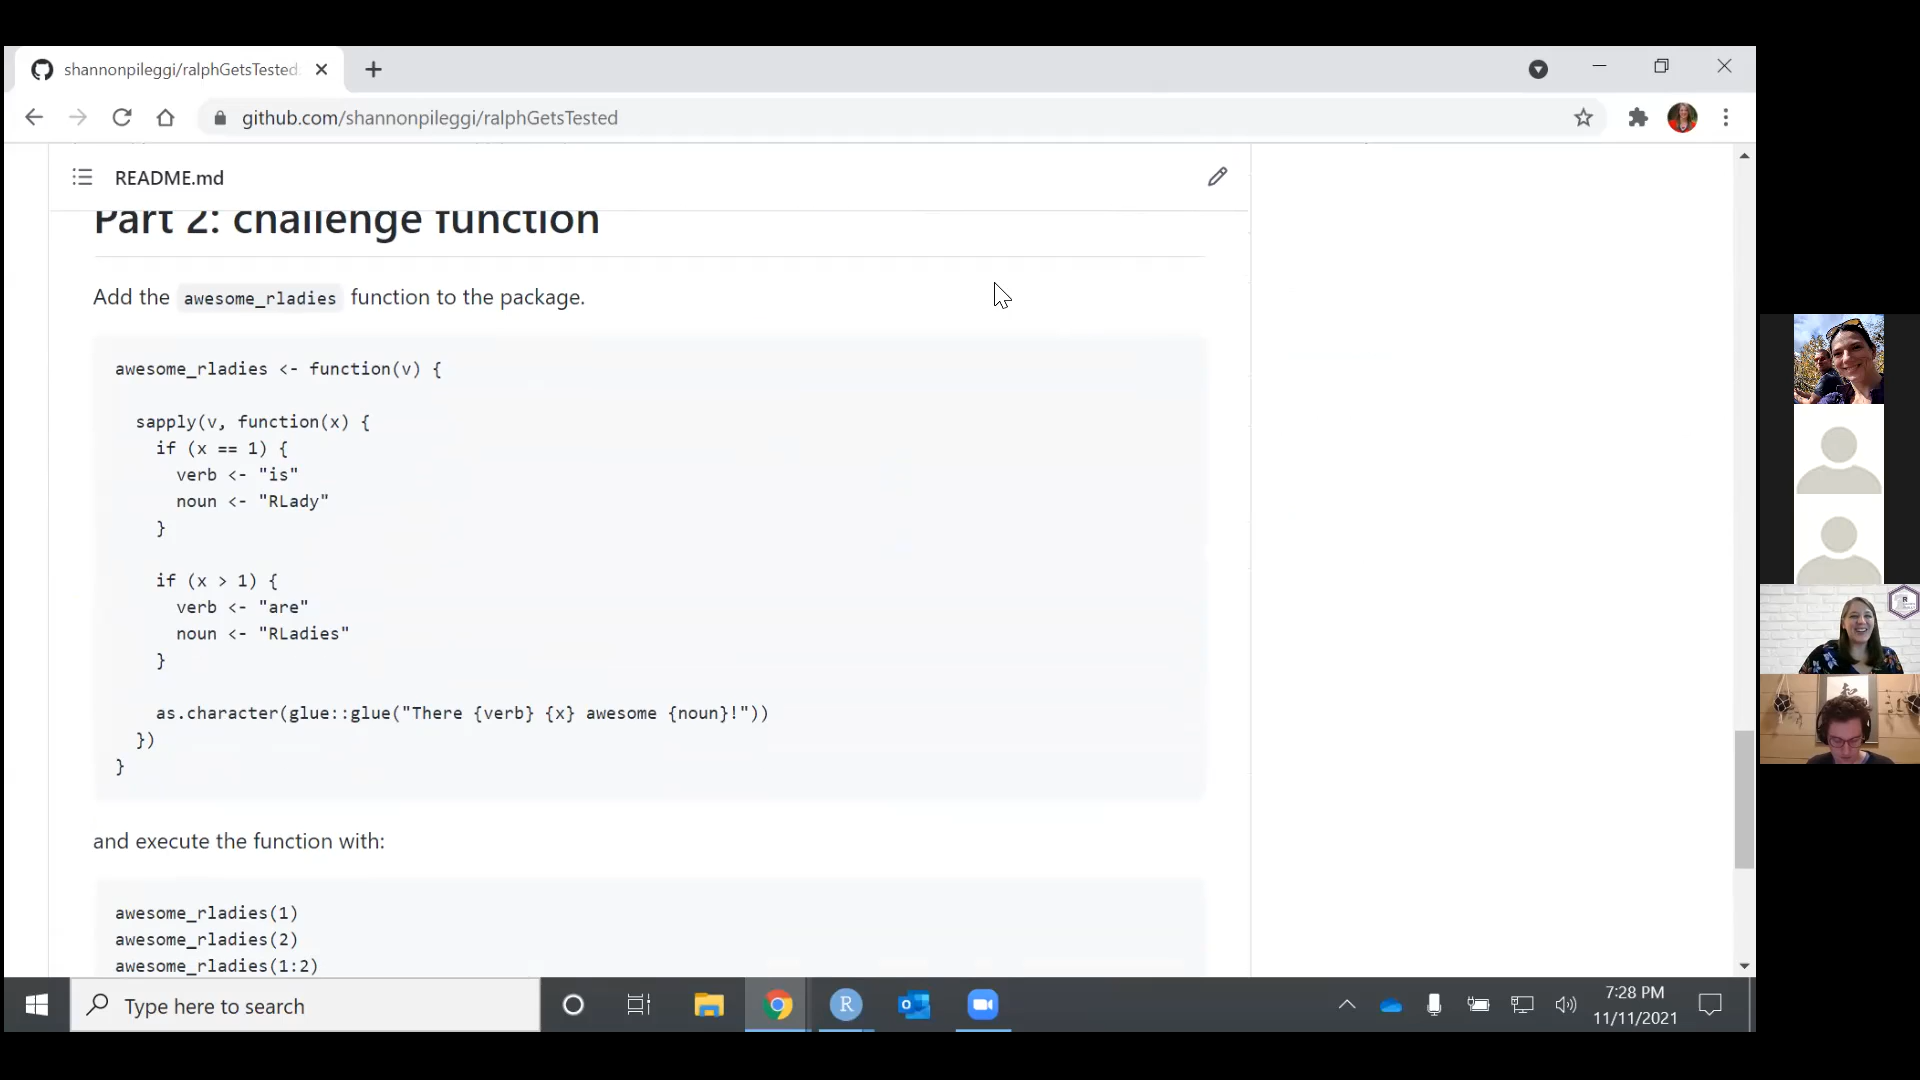 shannonpileggi/ralphGetsTested
github.com/shannonpileggi/ralphGetsTested
README.md
Part 2: challenge function
Add the awesome_rladies function to the package.
awesome_rladies <- function(v) {
  sapply(v, function(x) {
    if (x == 1) {
      verb <- "is"
      noun <- "RLady"
    }
    if (x > 1) {
      verb <- "are"
      noun <- "RLadies"
    }
    as.character(glue::glue("There {verb} {x} awesome {noun}!"))
  })
}
and execute the function with:
awesome_rladies(1)
awesome_rladies(2)
awesome_rladies(1:2)
Type here to search
R
7:28 PM
11/11/2021